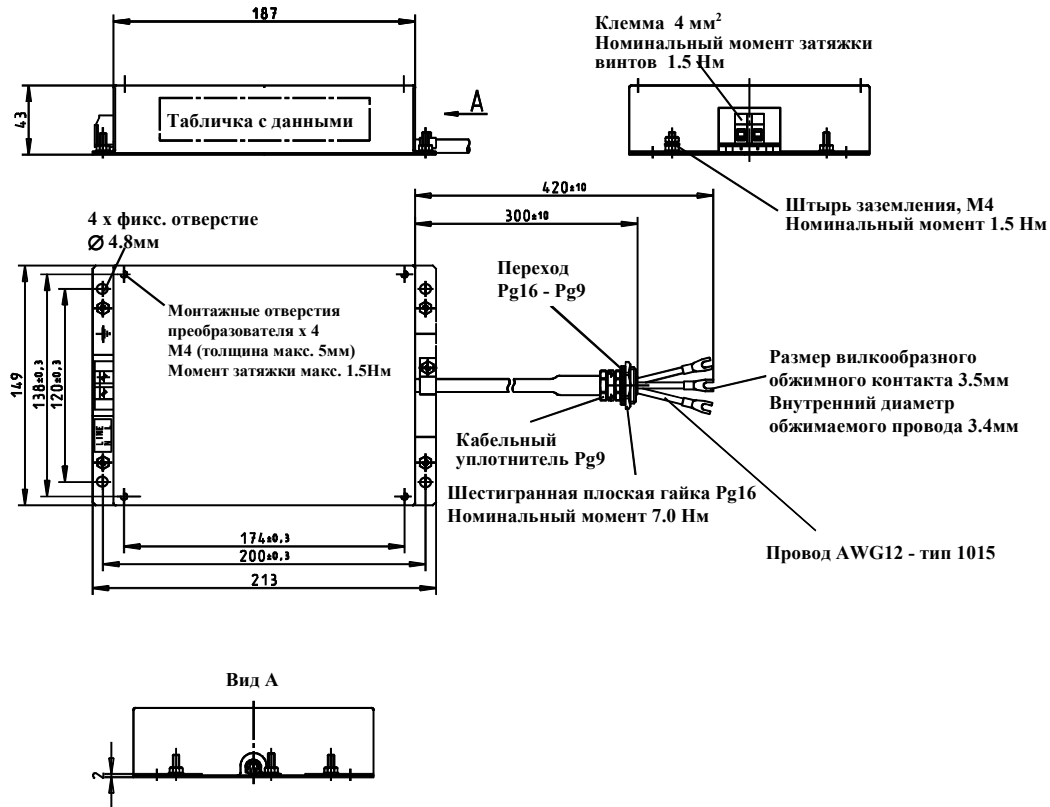 187
43
Табличка с данными
A
Клемма 4 мм²
Номинальный момент затяжки
винтов 1.5 Нм
Штырь заземления, М4
Номинальный момент 1.5 Нм
420±10
300±10
4 х фикс. отверстие
Ø 4.8мм
Монтажные отверстия
преобразователя х 4
М4 (толщина макс. 5мм)
Момент затяжки макс. 1.5Нм
149
138±0,3
120±0,3
LINE
N L
Переход
Pg16 - Pg9
Размер вилкообразного
обжимного контакта 3.5мм
Внутренний диаметр
обжимаемого провода 3.4мм
Кабельный
уплотнитель Pg9
Шестигранная плоская гайка Pg16
Номинальный момент 7.0 Нм
Провод AWG12 - тип 1015
174±0,3
200±0,3
213
Вид А
2